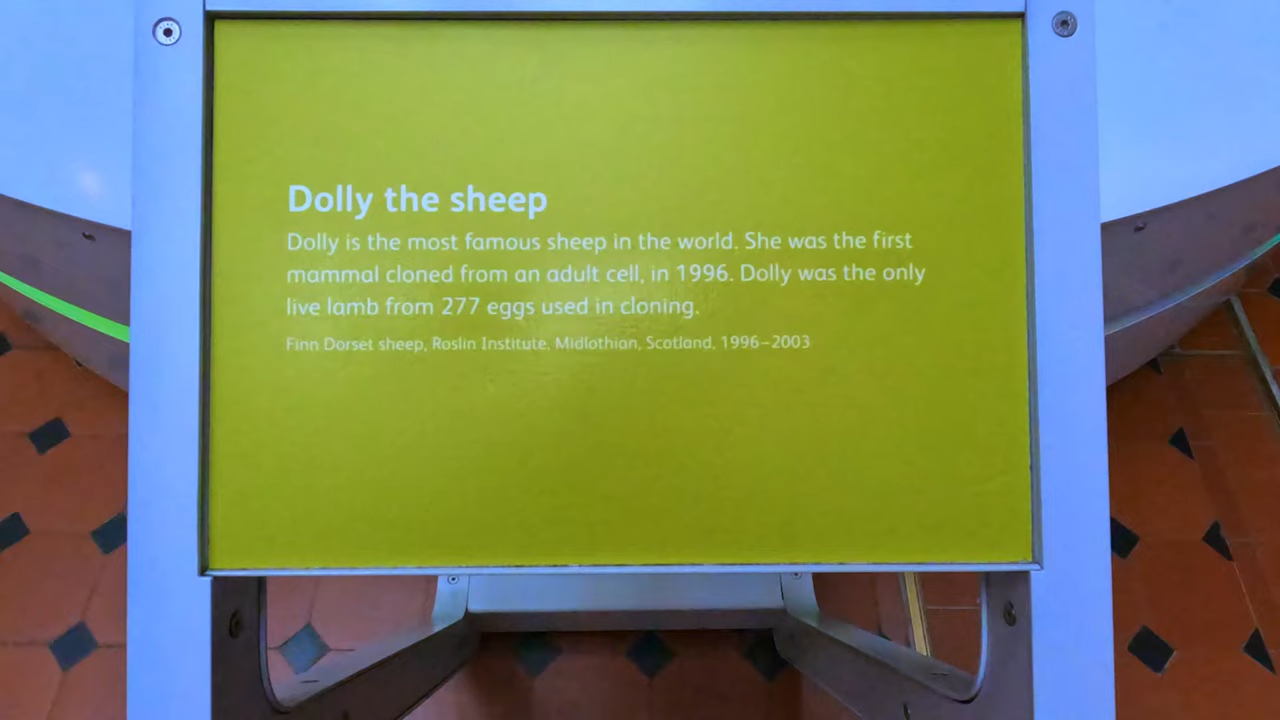 Dolly the sheep
Dolly is the most famous sheep in the world. She was the first
mammal cloned from an adult cell, in 1996. Dolly was the only
live lamb from 277 eggs used in cloning.
Finn Dorset sheep, Roslin Institute, Midlothian, Scotland, 1996–2003